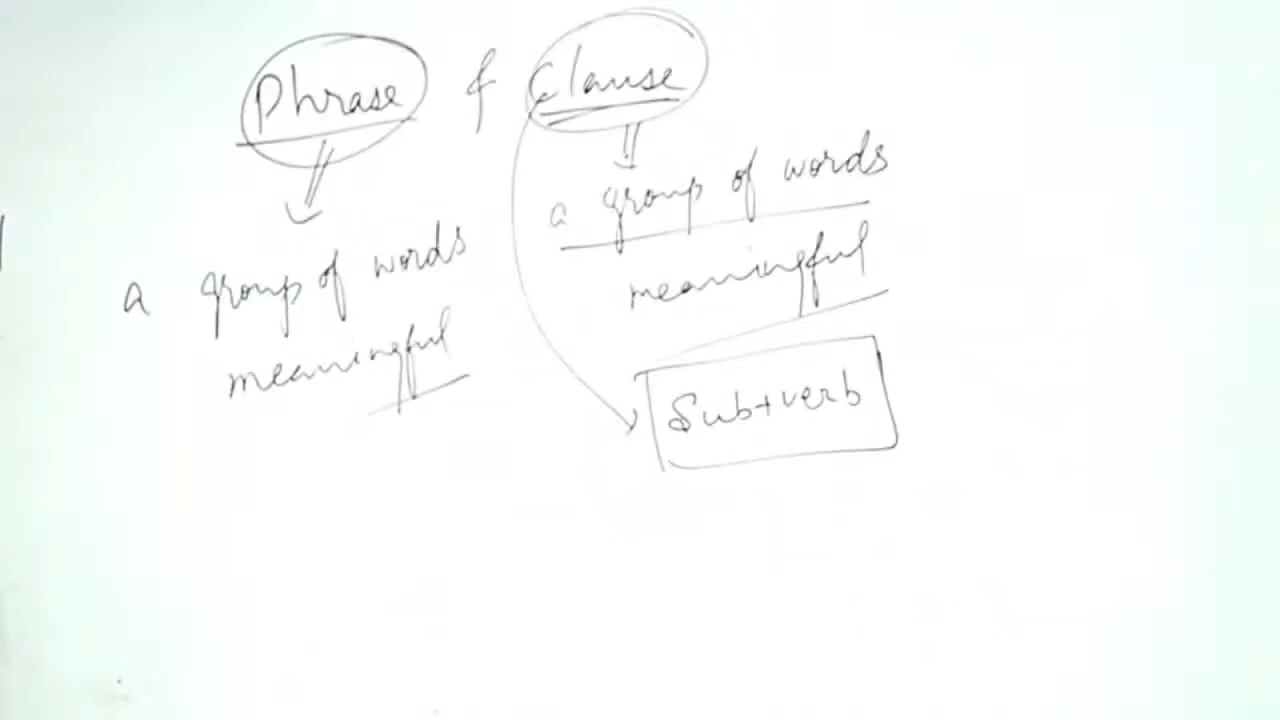 Phrase & Clause
a group of words
meaningful
a group of words
meaningful
Sub+verb